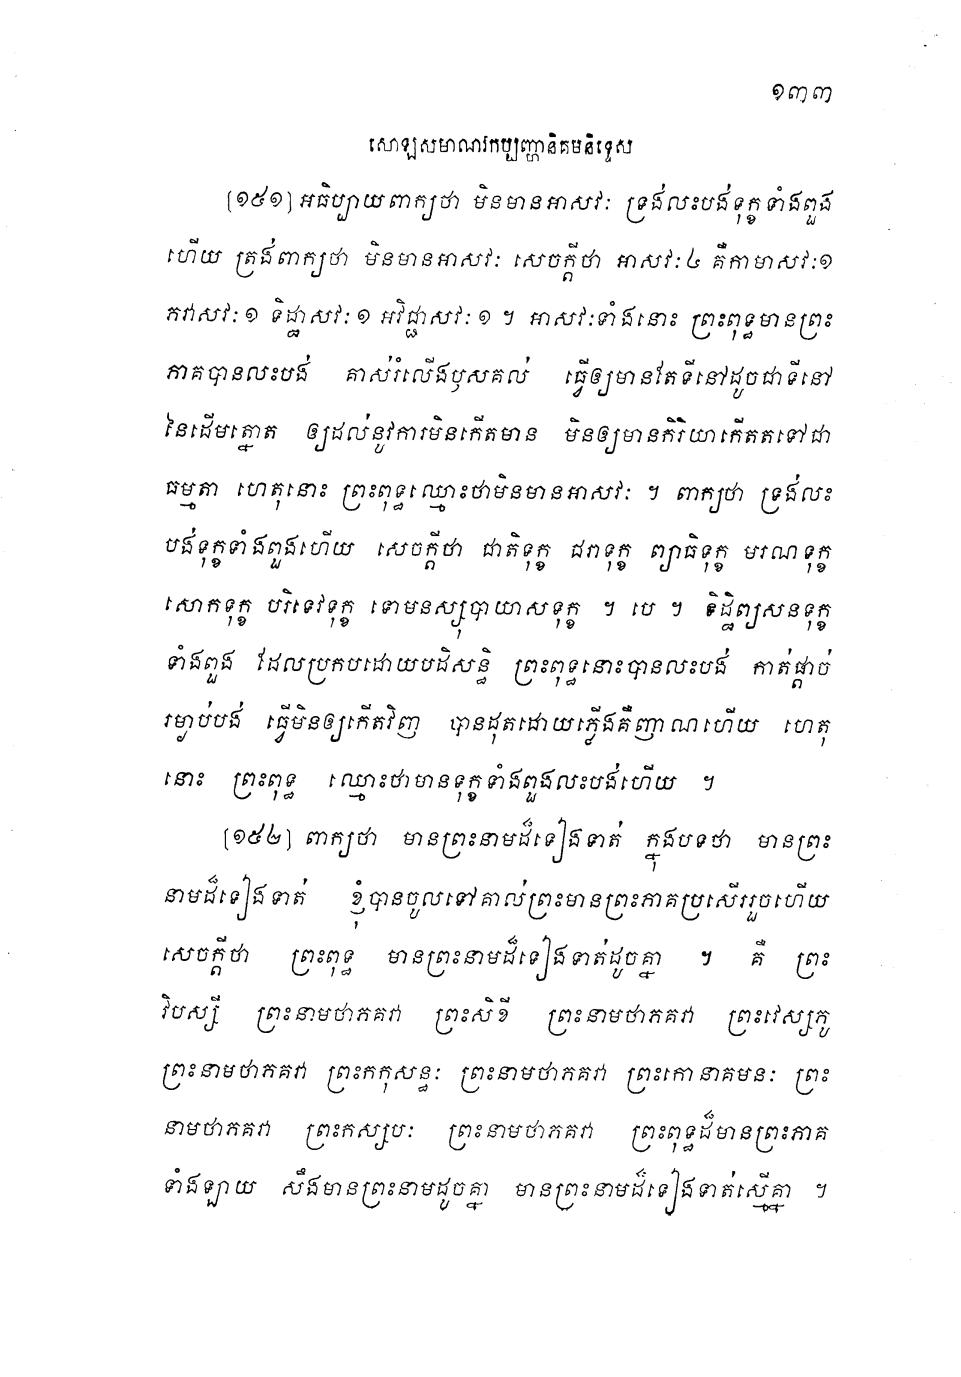 ១៣៣
សោឡសមាណវកប្បញ្ហានិគមនិទ្ទេស
(១៥១) អធិប្បាយពាក្យថា មិនមានអាសវៈ ទ្រង់លះបង់ទុក្ខទាំងពួង
ហើយ ត្រង់ពាក្យថា មិនមានអាសវៈ សេចក្តីថា អាសវៈ ៤ គឺកាមាសវៈ១
ភវាសវៈ ១ ទិដ្ឋាសវៈ ១ អវិជ្ជាសវៈ ១ ។ អាសវៈទាំងនោះ ព្រះពុទ្ធមានព្រះ
ភាគបានលះបង់ គាស់រំលើងឫសគល់ ធ្វើឲ្យមានតែទីនៅដូចជាទីនៅ
នៃដើមត្នោត ឲ្យដល់នូវការមិនកើតមាន មិនឲ្យមានកិរិយាកើតតទៅជា
ធម្មតា ហេតុនោះ ព្រះពុទ្ធឈ្មោះថាមិនមានអាសវៈ ។ ពាក្យថា ទ្រង់លះ
បង់ទុក្ខទាំងពួងហើយ សេចក្តីថា ជាតិទុក្ខ ជរាទុក្ខ ព្យាធិទុក្ខ មរណទុក្ខ
សោកទុក្ខ បរិទេវទុក្ខ ទោមនស្សុបាយាសទុក្ខ ។ បេ ។ ទិដ្ឋិព្យសនទុក្ខ
ទាំងពួង ដែលប្រកបដោយបដិសន្ធិ ព្រះពុទ្ធនោះបានលះបង់ កាត់ផ្តាច់
រម្ងាប់បង់ ធ្វើមិនឲ្យកើតវិញ បានដុតដោយភ្លើងគឺញាណហើយ ហេតុ
នោះ ព្រះពុទ្ធ ឈ្មោះថាមានទុក្ខទាំងពួងលះបង់ហើយ ។
(១៥២) ពាក្យថា មានព្រះនាមដ៏ទៀងទាត់ ក្នុងបទថា មានព្រះ
នាមដ៏ទៀងទាត់ ខ្ញុំបានចូលទៅគាល់ព្រះមានព្រះភាគប្រសើររួចហើយ
សេចក្តីថា ព្រះពុទ្ធ មានព្រះនាមដ៏ទៀងទាត់ដូចគ្នា ។ គឺ ព្រះ
វិបស្សី ព្រះនាមថាភគវា ព្រះសិខី ព្រះនាមថាភគវា ព្រះវេស្សភូ
ព្រះនាមថាភគវា ព្រះកកុសន្ធៈ ព្រះនាមថាភគវា ព្រះកោនាគមនៈ ព្រះ
នាមថាភគវា ព្រះកស្សបៈ ព្រះនាមថាភគវា ព្រះពុទ្ធដ៏មានព្រះភាគ
ទាំងឡាយ សឹងមានព្រះនាមដូចគ្នា មានព្រះនាមដ៏ទៀងទាត់ស្មើគ្នា ។